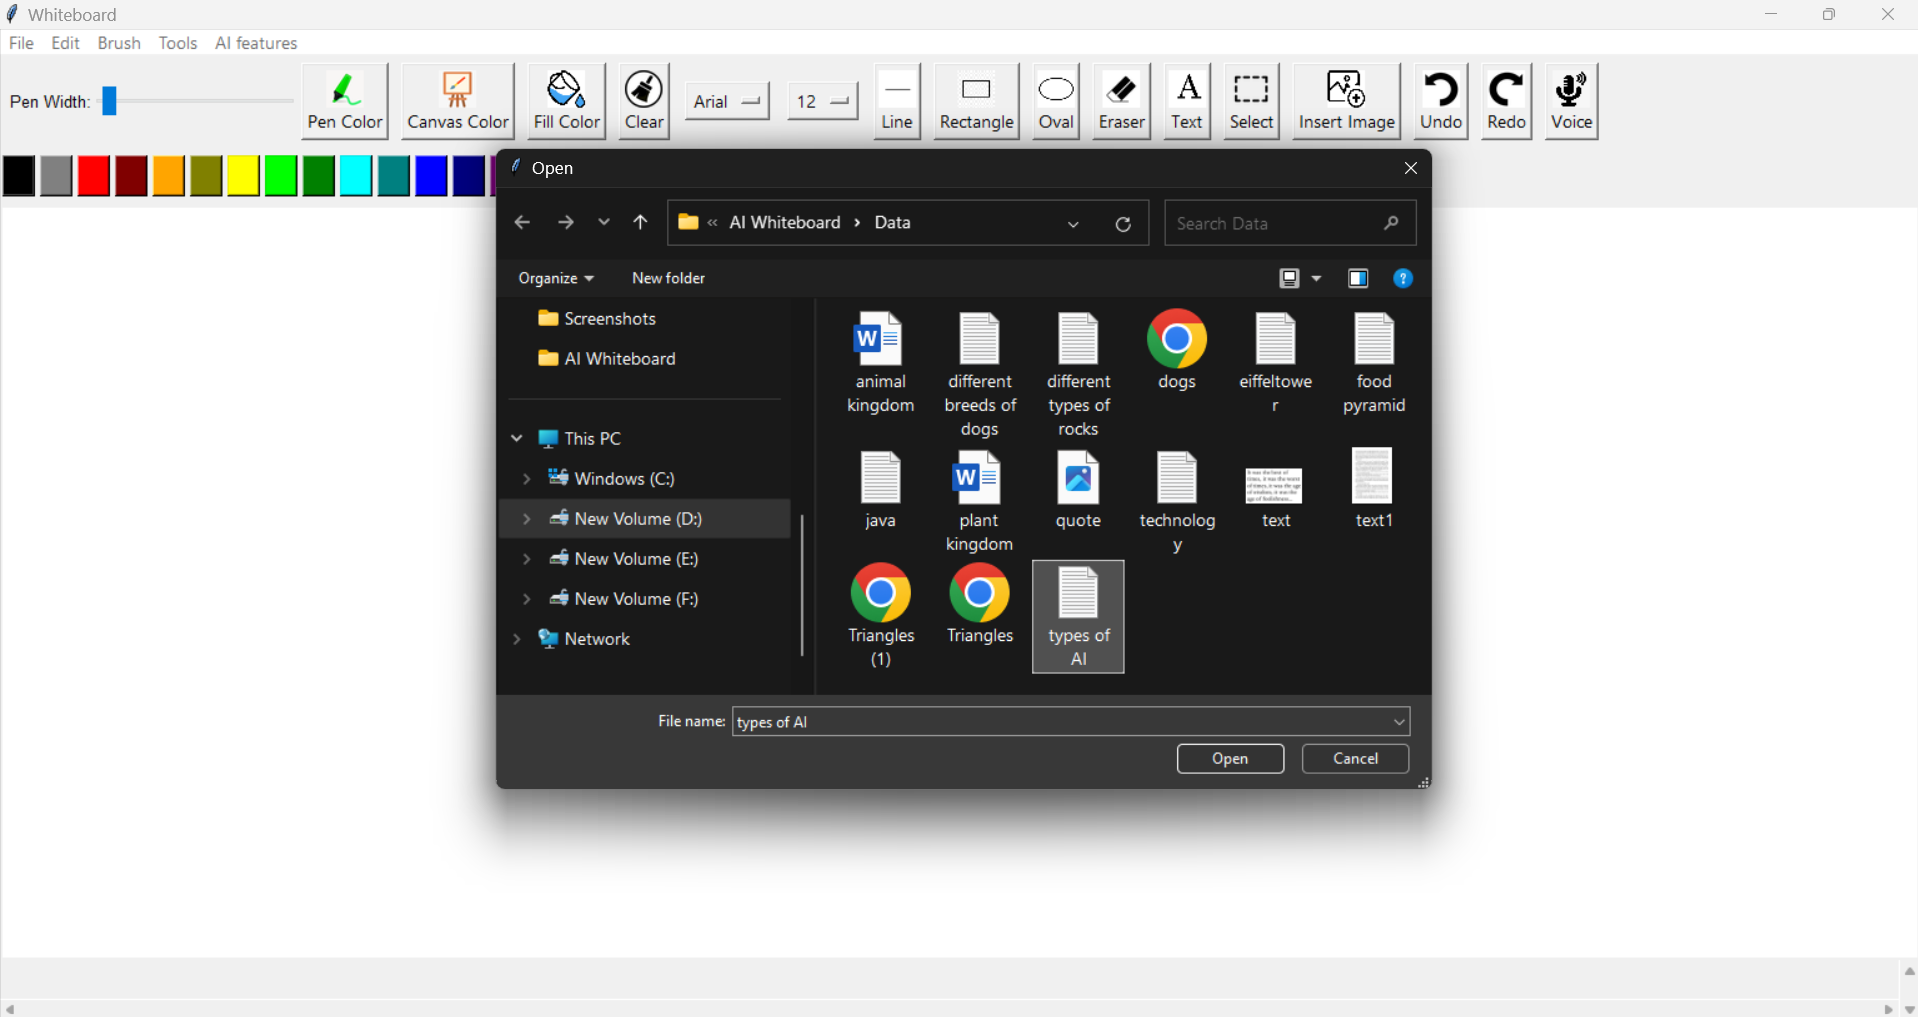 Whiteboard
File Edit Brush Tools AI features
Pen Width:
Pen Color
Canvas Color
Fill Color
Clear
Arial
12
Line
Rectangle
Oval
Eraser
Text
Select
Insert Image
Undo
Redo
Voice
Open
« AI Whiteboard › Data
Search Data
Organize
New folder
?
Screenshots
AI Whiteboard
This PC
Windows (C:)
New Volume (D:)
New Volume (E:)
New Volume (F:)
Network
animal
kingdom
different
breeds of
dogs
different
types of
rocks
dogs
eiffeltowe
r
food
pyramid
java
plant
kingdom
quote
technolog
y
text
text1
Triangles
(1)
Triangles
types of
AI
File name: types of AI
Open
Cancel